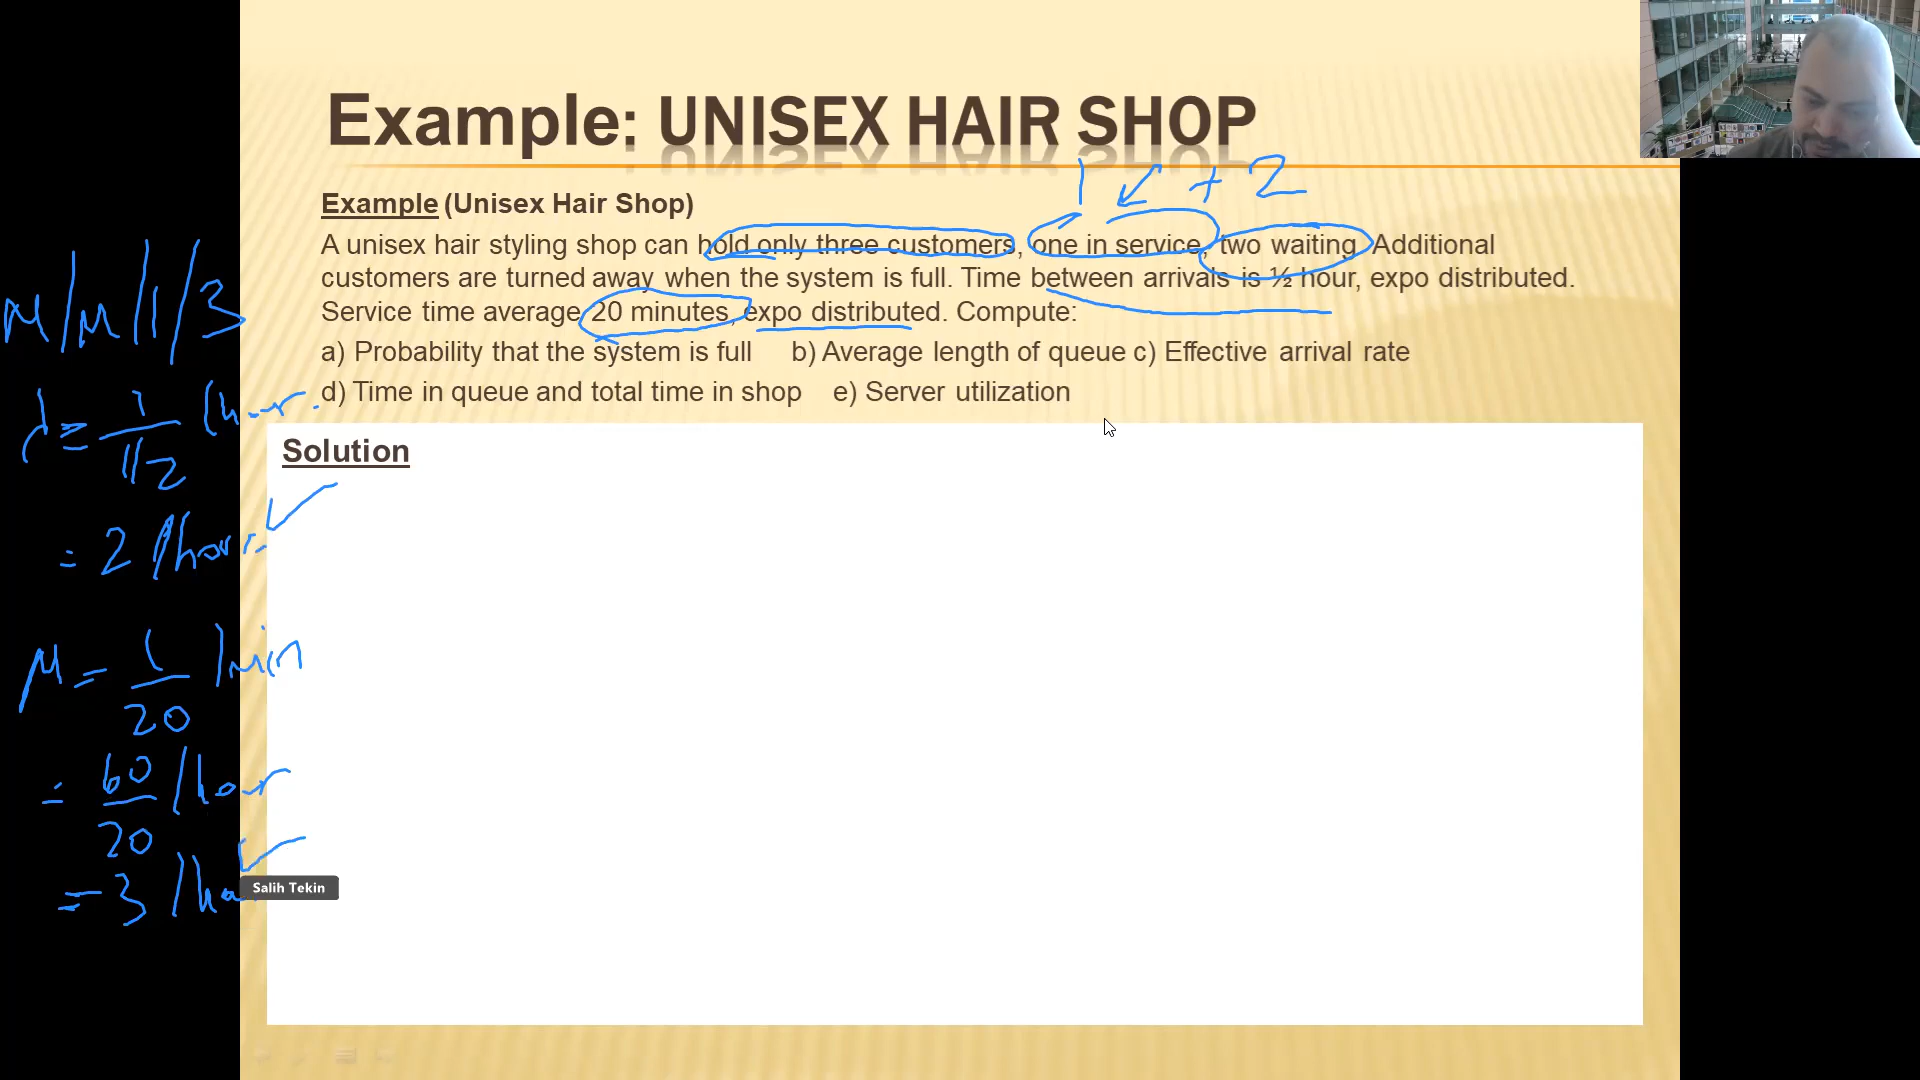 Example: UNISEX HAIR SHOP
1 + 2
Example (Unisex Hair Shop)
A unisex hair styling shop can hold only three customers, one in service, two waiting. Additional
customers are turned away when the system is full. Time between arrivals is ½ hour, expo distributed.
Service time average 20 minutes, expo distributed. Compute:
a) Probability that the system is full b) Average length of queue c) Effective arrival rate
d) Time in queue and total time in shop e) Server utilization
Solution
M/M/1/3
λ = 1 / 1/2 /hour.
= 2 /hour.
μ = 1/20 /min
= 60/20 /hour
= 3 /ho
Salih Tekin